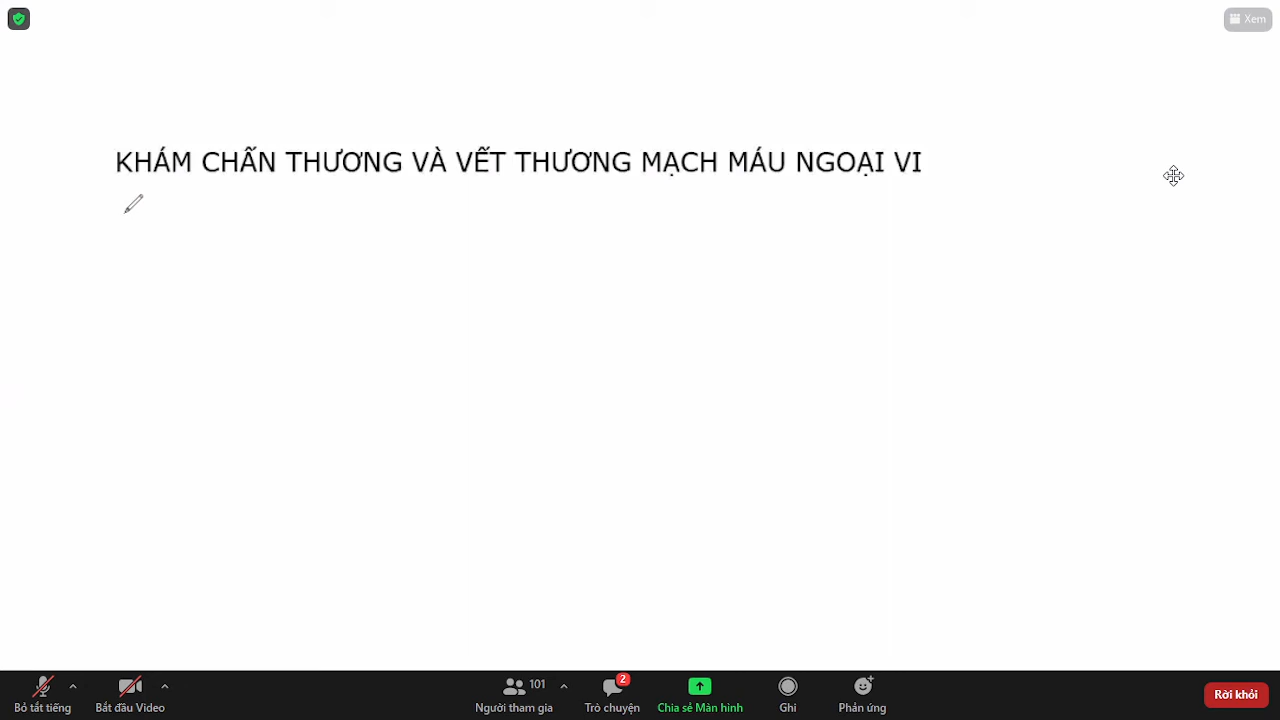 Xem
KHÁM CHẤN THƯƠNG VÀ VẾT THƯƠNG MẠCH MÁU NGOẠI VI
101
2
Bỏ tắt tiếng
Bắt đầu Video
Người tham gia
Trò chuyện
Chia sẻ Màn hình
Ghi
Phản ứng
Rời khỏi